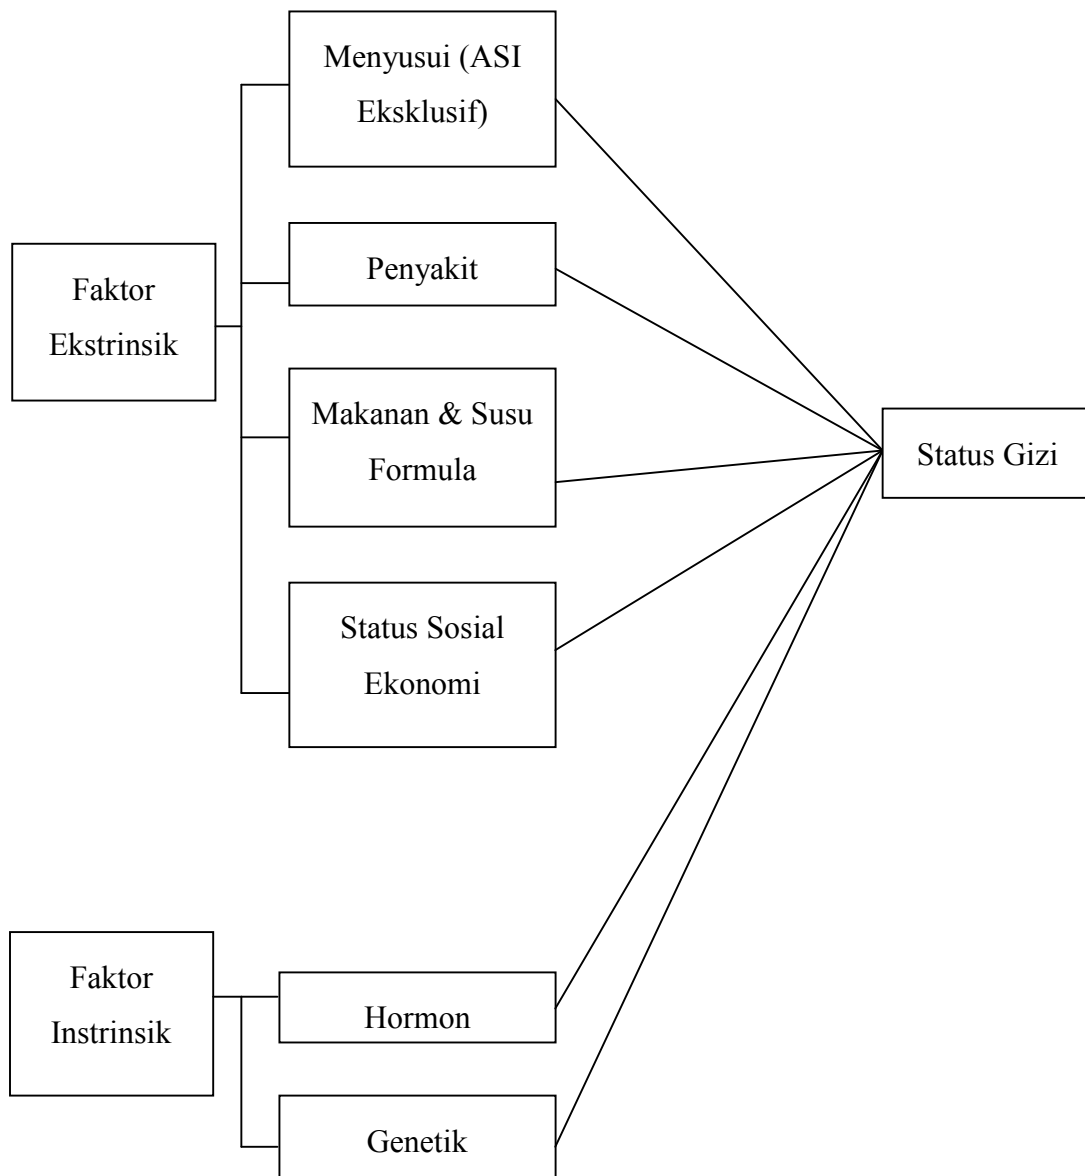 Menyusui (ASI
Eksklusif)
Penyakit
Faktor
Ekstrinsik
Makanan & Susu
Formula
Status Gizi
Status Sosial
Ekonomi
Faktor
Instrinsik
Hormon
Genetik